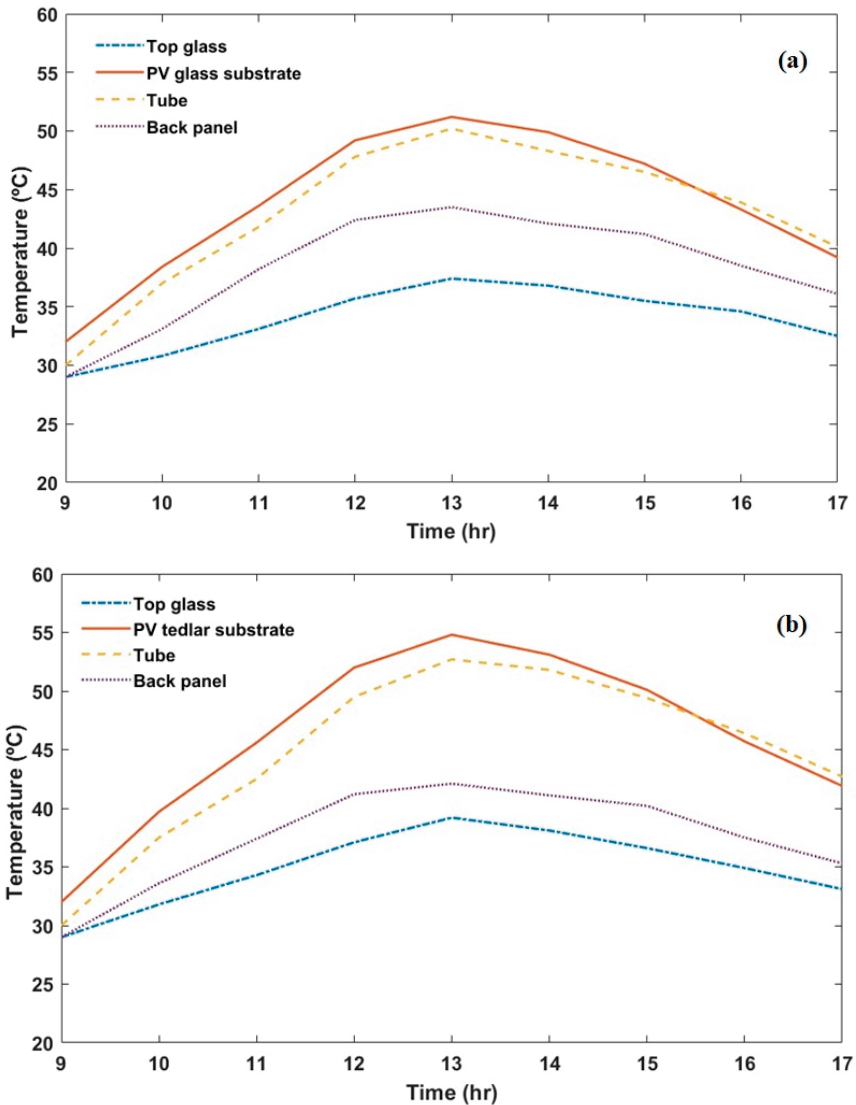 60
Top glass
(a)
55
PV glass substrate
Tube
50
Back panel
45
40
35
30
25
20
Temperature (ºC)
9 10 11 12 13 14 15 16 17
Time (hr)
60
Top glass
(b)
55
PV tedlar substrate
Tube
50
Back panel
45
40
35
30
25
20
Temperature (ºC)
9 10 11 12 13 14 15 16 17
Time (hr)